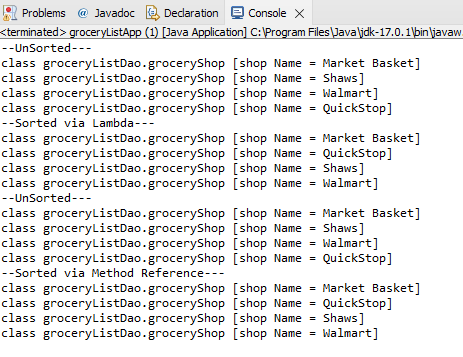 Problems @ Javadoc Declaration Console
<terminated> groceryListApp (1) [Java Application] C:\Program Files\Java\jdk-17.0.1\bin\javaw.
--UnSorted---
class groceryListDao.groceryShop [shop Name = Market Basket]
class groceryListDao.groceryShop [shop Name = Shaws]
class groceryListDao.groceryShop [shop Name = Walmart]
class groceryListDao.groceryShop [shop Name = QuickStop]
--Sorted via Lambda---
class groceryListDao.groceryShop [shop Name = Market Basket]
class groceryListDao.groceryShop [shop Name = QuickStop]
class groceryListDao.groceryShop [shop Name = Shaws]
class groceryListDao.groceryShop [shop Name = Walmart]
--UnSorted---
class groceryListDao.groceryShop [shop Name = Market Basket]
class groceryListDao.groceryShop [shop Name = Shaws]
class groceryListDao.groceryShop [shop Name = Walmart]
class groceryListDao.groceryShop [shop Name = QuickStop]
--Sorted via Method Reference---
class groceryListDao.groceryShop [shop Name = Market Basket]
class groceryListDao.groceryShop [shop Name = QuickStop]
class groceryListDao.groceryShop [shop Name = Shaws]
class groceryListDao.groceryShop [shop Name = Walmart]